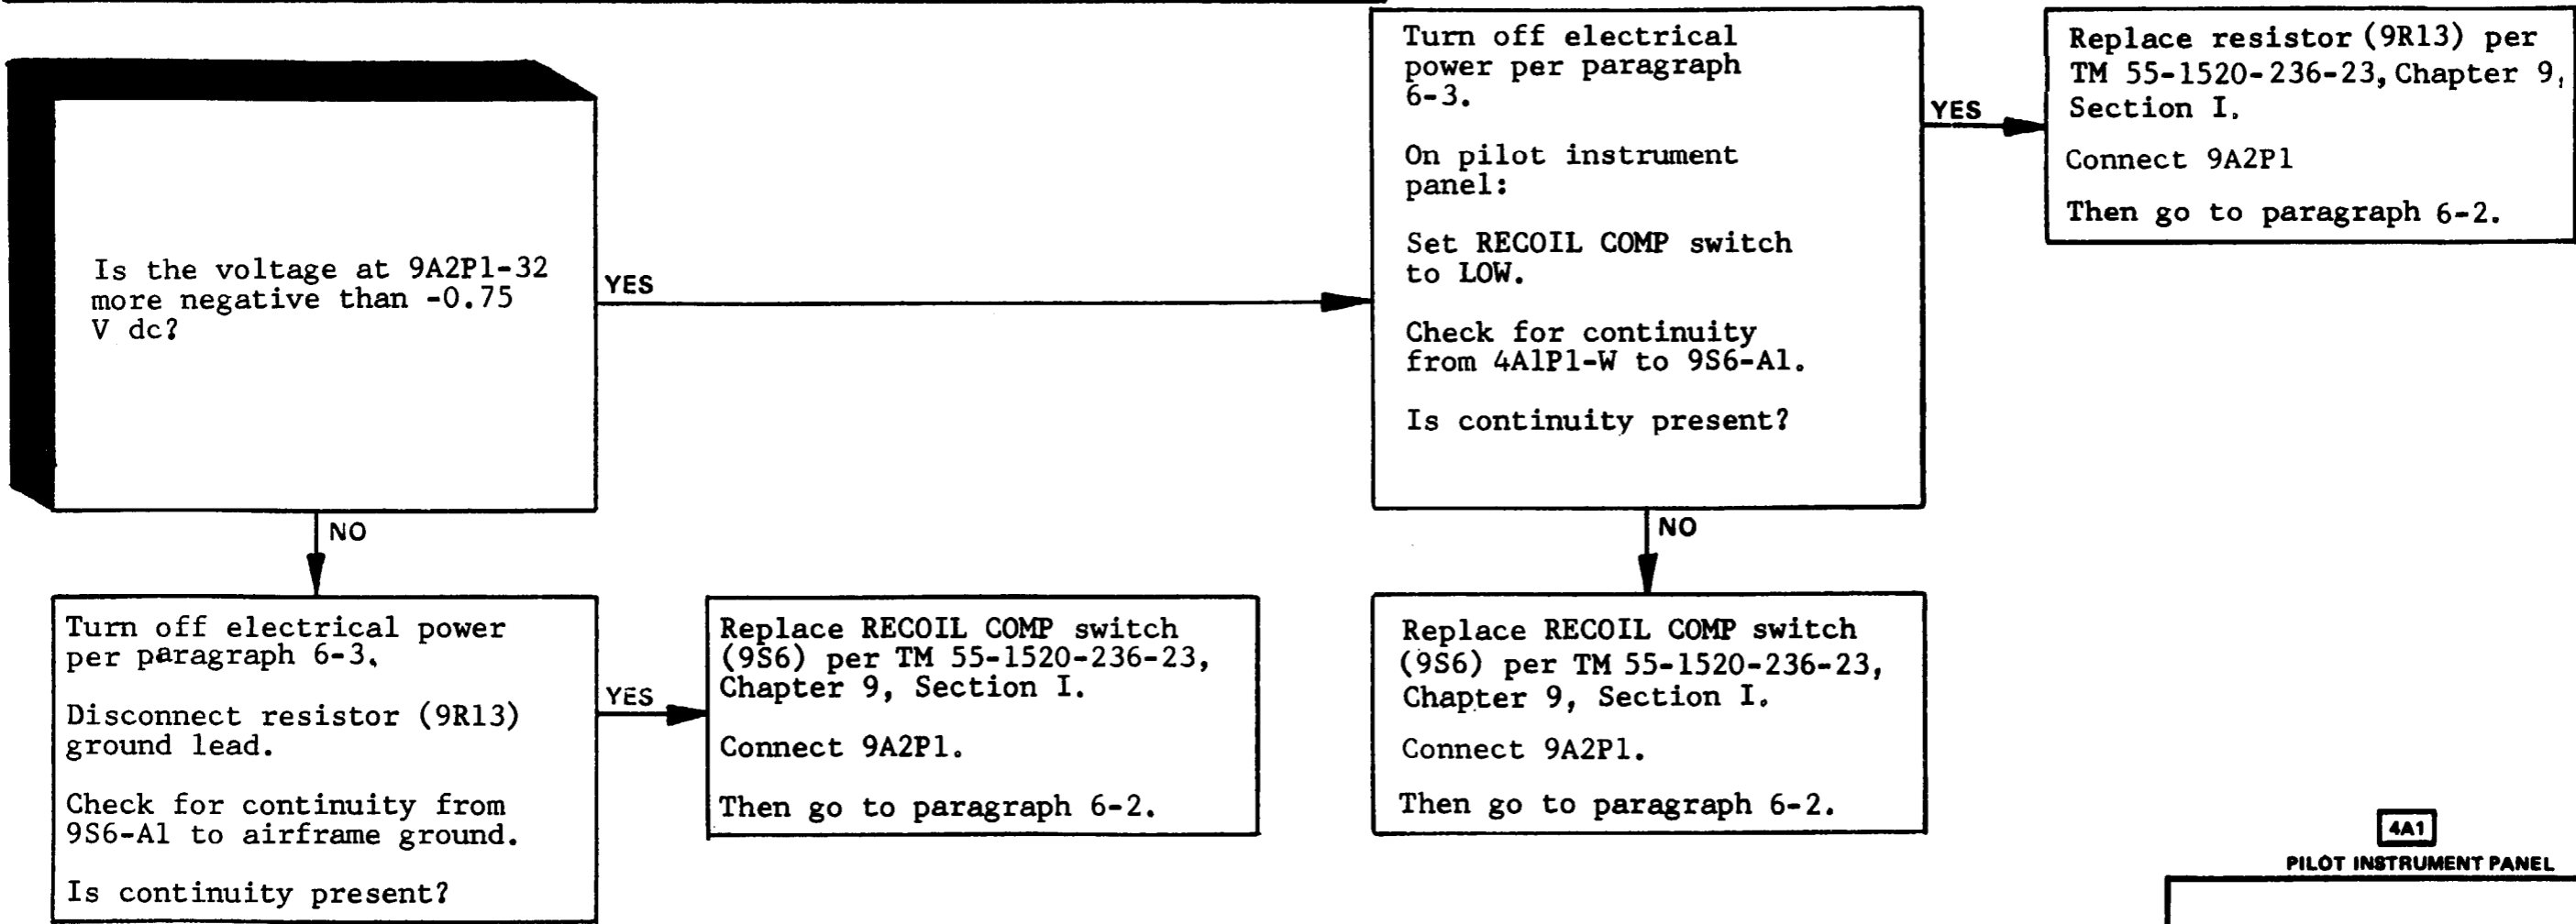 Is the voltage at 9A2P1-32
more negative than -0.75
V dc?
YES
NO
Turn off electrical
power per paragraph
6-3.
On pilot instrument
panel:
Set RECOIL COMP switch
to LOW.
Check for continuity
from 4A1P1-W to 9S6-A1.
Is continuity present?
YES
NO
Replace resistor (9R13) per
TM 55-1520-236-23, Chapter 9,
Section I.
Connect 9A2P1
Then go to paragraph 6-2.
Turn off electrical power
per paragraph 6-3.
Disconnect resistor (9R13)
ground lead.
Check for continuity from
9S6-A1 to airframe ground.
Is continuity present?
YES
Replace RECOIL COMP switch
(9S6) per TM 55-1520-236-23,
Chapter 9, Section I.
Connect 9A2P1.
Then go to paragraph 6-2.
Replace RECOIL COMP switch
(9S6) per TM 55-1520-236-23,
Chapter 9, Section I.
Connect 9A2P1.
Then go to paragraph 6-2.
4A1
PILOT INSTRUMENT PANEL